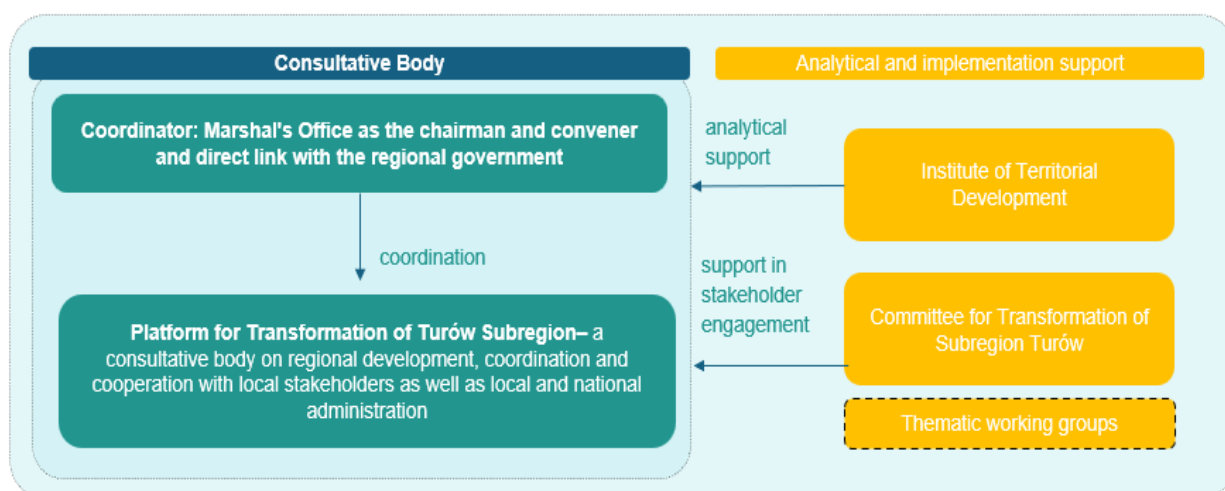 Consultative Body
Coordinator: Marshal's Office as the chairman and convener
and direct link with the regional government
coordination
Platform for Transformation of Turów Subregion– a
consultative body on regional development, coordination and
cooperation with local stakeholders as well as local and national
administration
Analytical and implementation support
analytical
support
Institute of Territorial
Development
support in
stakeholder
engagement
Committee for Transformation of
Subregion Turów
Thematic working groups